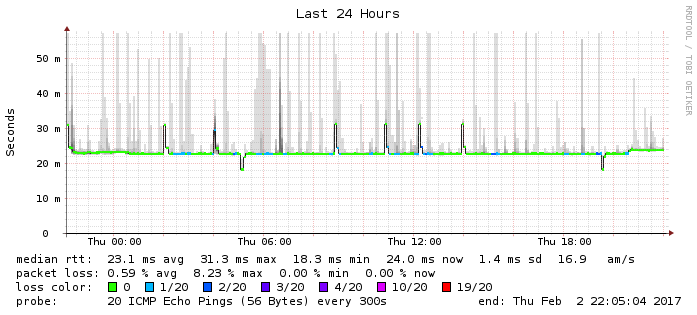 Last 24 Hours
RRDTOOL / TOBI OETIKER
Seconds
50 m
40 m
30 m
20 m
10 m
0
Thu 00:00 Thu 06:00 Thu 12:00 Thu 18:00
median rtt: 23.1 ms avg 31.3 ms max 18.3 ms min 24.0 ms now 1.4 ms sd 16.9 am/s
packet loss: 0.59 % avg 8.23 % max 0.00 % min 0.00 % now
loss color: 0 1/20 2/20 3/20 4/20 10/20 19/20
probe: 20 ICMP Echo Pings (56 Bytes) every 300s end: Thu Feb 2 22:05:04 2017